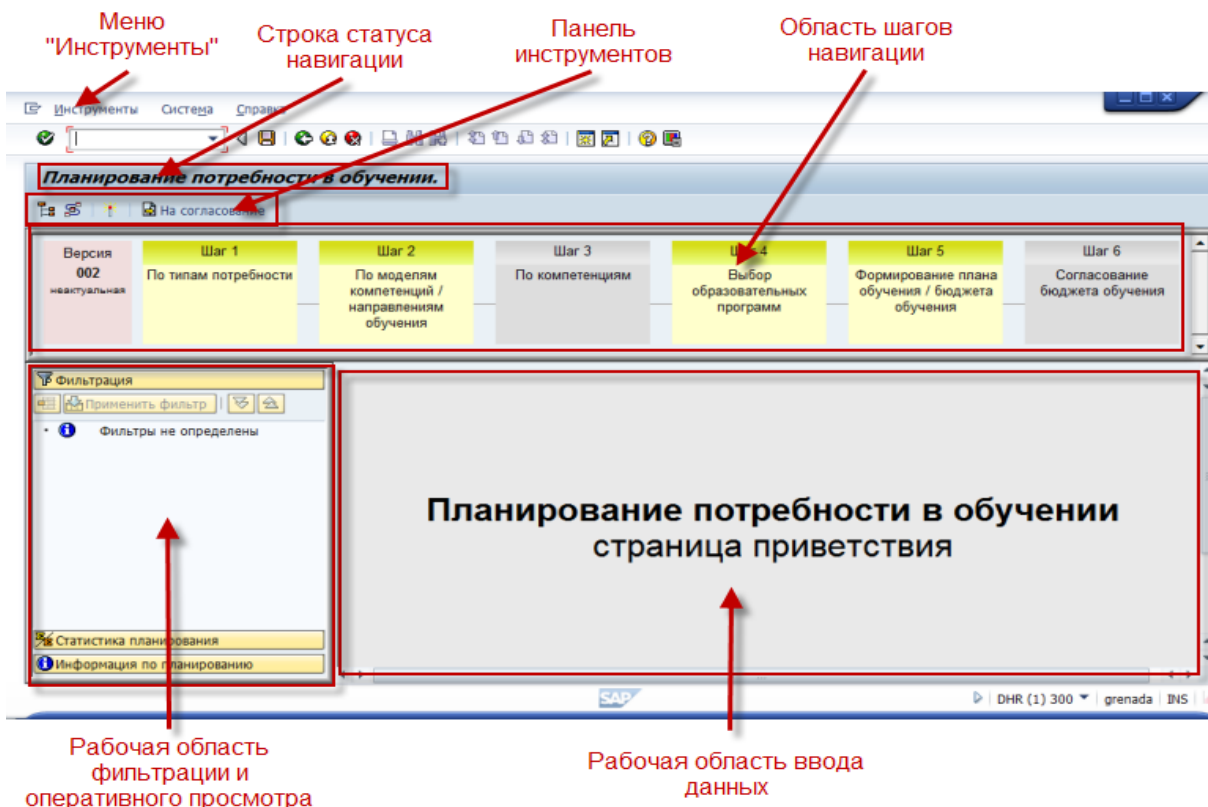 Меню
"Инструменты"
Строка статуса
навигации
Панель
инструментов
Область шагов
навигации
Инструменты Система Справка
Планирование потребности в обучении.
На согласование
Версия
002
неактуальная
Шаг 1
По типам потребности
Шаг 2
По моделям
компетенций /
направлениям
обучения
Шаг 3
По компетенциям
Шаг 4
Выбор
образовательных
программ
Шаг 5
Формирование плана
обучения / бюджета
обучения
Шаг 6
Согласование
бюджета обучения
Фильтрация
Применить фильтр
Фильтры не определены
Планирование потребности в обучении
страница приветствия
Статистика планирования
Информация по планированию
SAP
DHR (1) 300 grenada INS
Рабочая область
фильтрации и
оперативного просмотра
Рабочая область ввода
данных